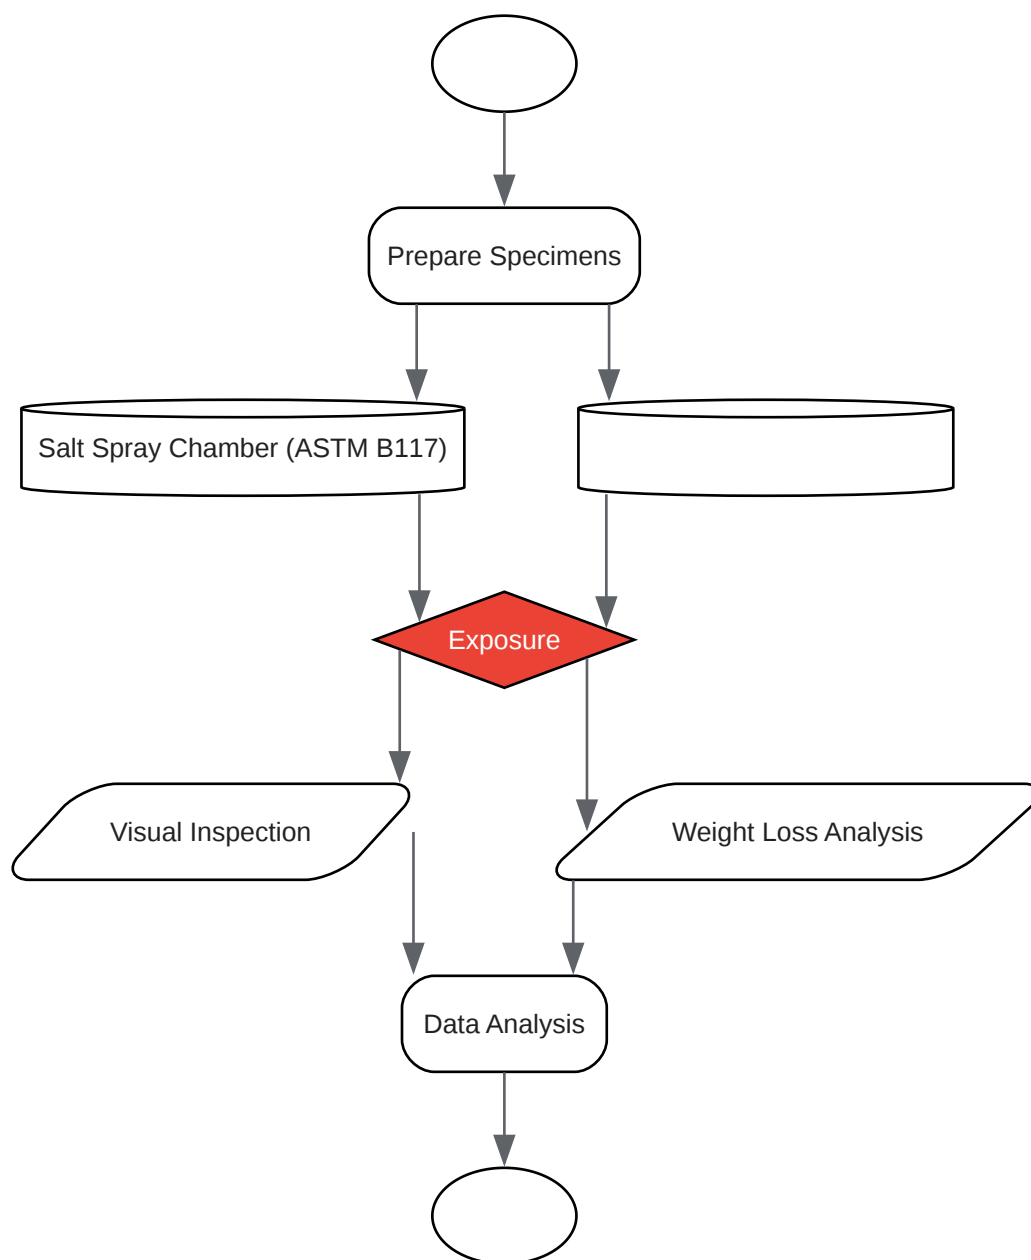 Prepare Specimens
Salt Spray Chamber (ASTM B117)
Exposure
Visual Inspection
Weight Loss Analysis
Data Analysis